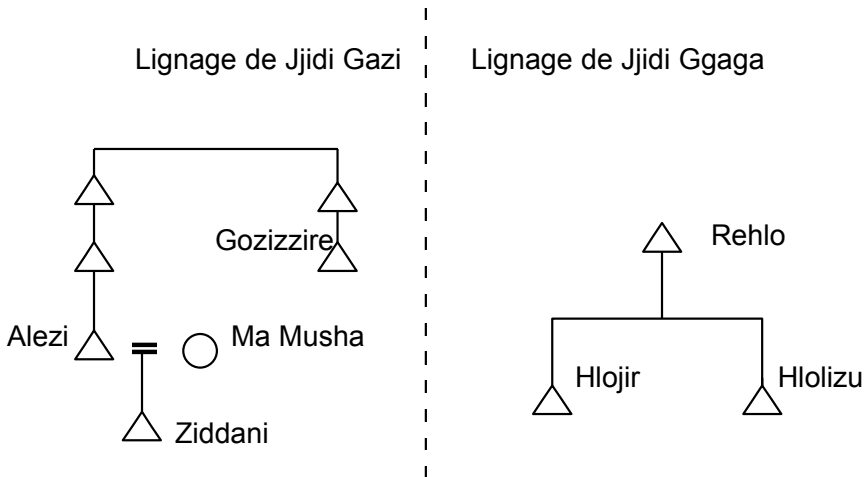 Lignage de Jjidi Gazi
Lignage de Jjidi Ggaga
Gozizzire
Rehlo
Alezi
Ma Musha
Hlojir
Hlolizu
Ziddani